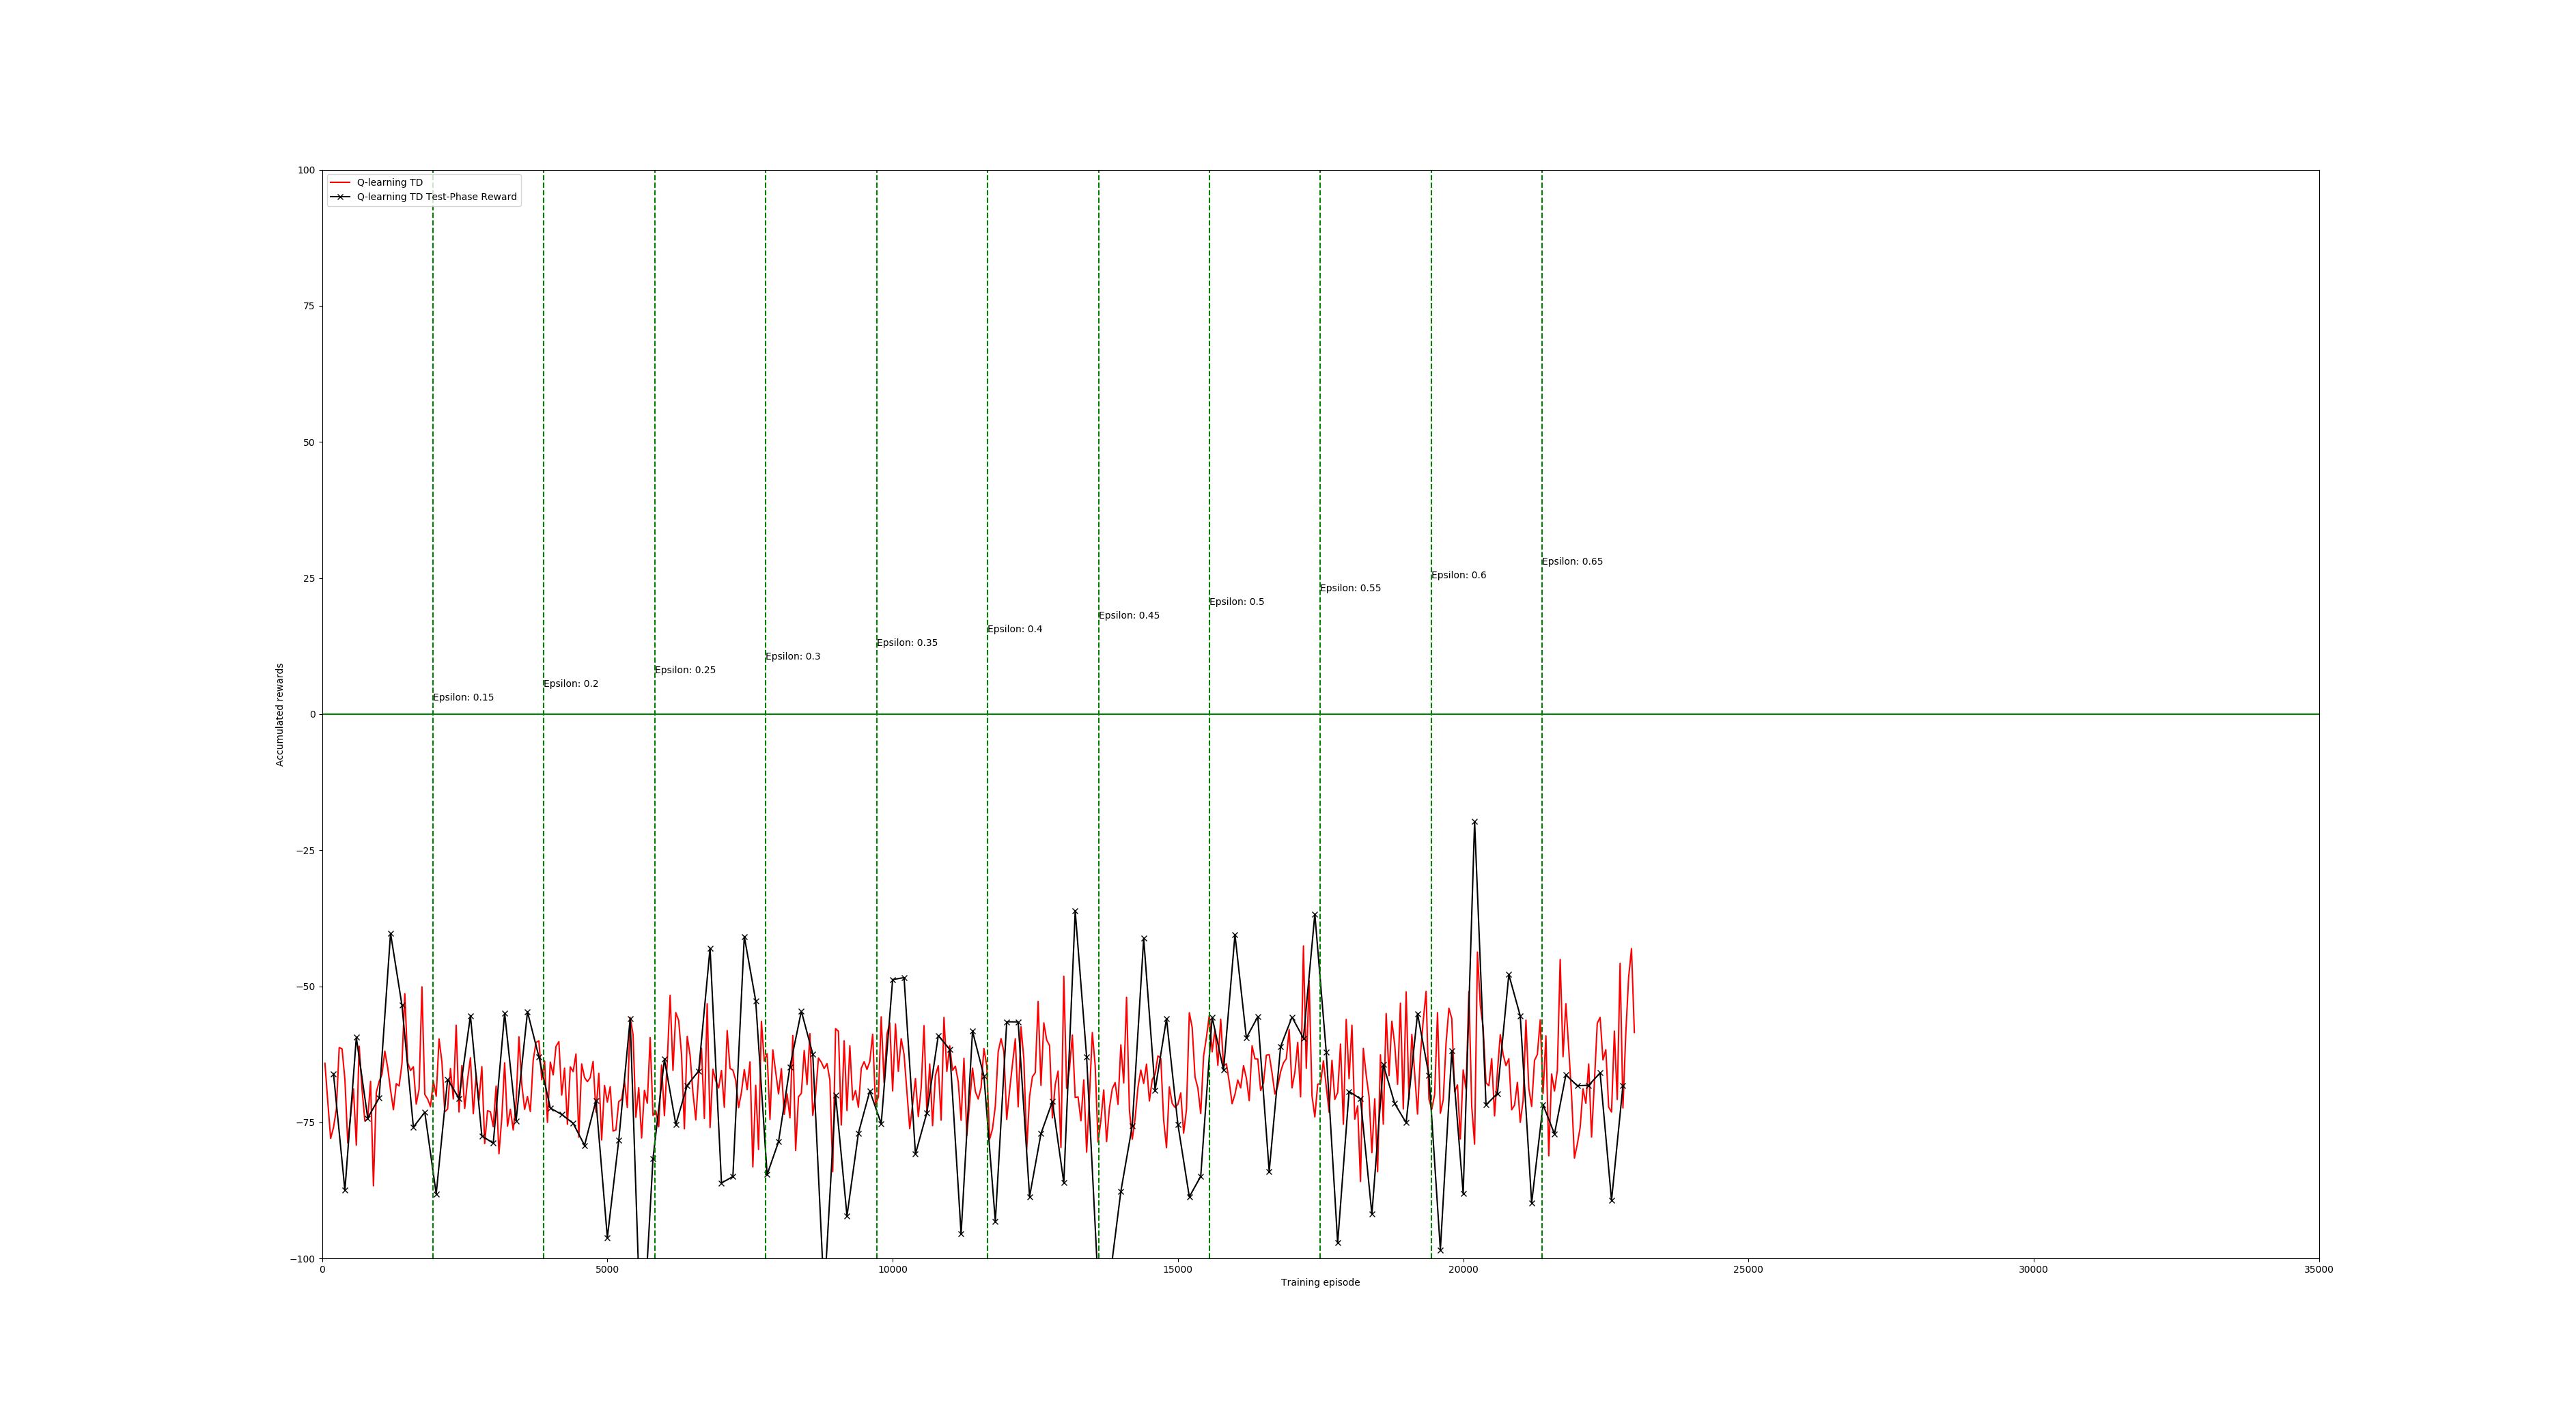 100
Q-learning TD
Q-learning TD Test-Phase Reward
75
50
25
0
−25
−50
−75
−100
Accumulated rewards
Epsilon: 0.15
Epsilon: 0.2
Epsilon: 0.25
Epsilon: 0.3
Epsilon: 0.35
Epsilon: 0.4
Epsilon: 0.45
Epsilon: 0.5
Epsilon: 0.55
Epsilon: 0.6
Epsilon: 0.65
0 5000 10000 15000 20000 25000 30000 35000
Training episode